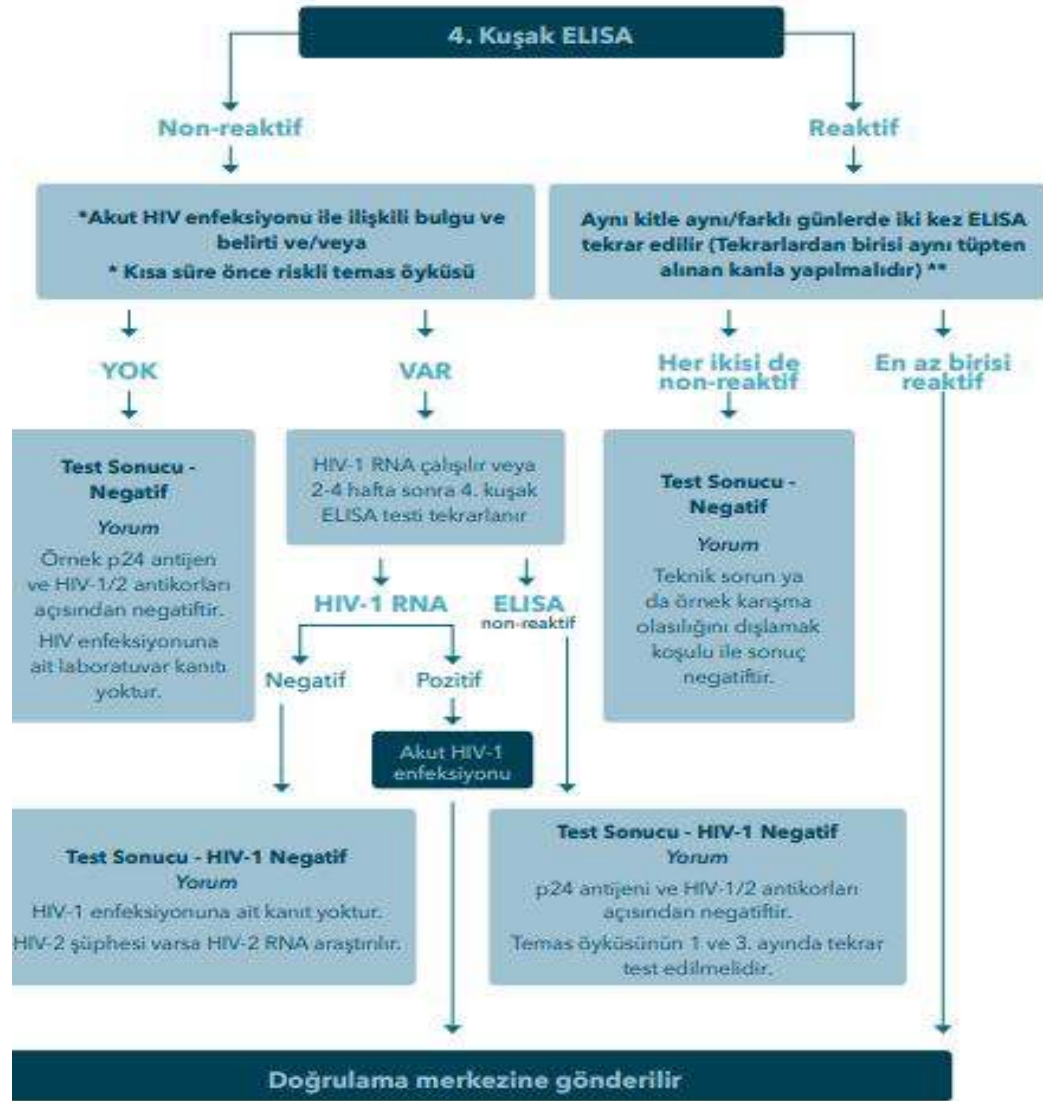 4. Kuşak ELISA
Non-reaktif
Reaktif
*Akut HIV enfeksiyonu ile ilişkili bulgu ve
belirti ve/veya
* Kısa süre önce riskli temas öyküsü
Aynı kitle aynı/farklı günlerde iki kez ELISA
tekrar edilir (Tekrarlardan birisi aynı tüpten
alınan kanla yapılmalıdır) **
YOK
VAR
Her ikisi de
non-reaktif
En az birisi
reaktif
Test Sonucu -
Negatif
Yorum
Örnek p24 antijen
ve HIV-1/2 antikorları
açısından negatiftir.
HIV enfeksiyonuna
ait laboratuvar kanıtı
yoktur.
HIV-1 RNA çalışılır veya
2-4 hafta sonra 4. kuşak
ELISA testi tekrarlanır
Test Sonucu -
Negatif
Yorum
Teknik sorun ya
da örnek karışma
olasılığını dışlamak
koşulu ile sonuç
negatiftir.
HIV-1 RNA
ELISA
non-reaktif
Negatif
Pozitif
Akut HIV-1
enfeksiyonu
Test Sonucu - HIV-1 Negatif
Yorum
HIV-1 enfeksiyonuna ait kanıt yoktur.
HIV-2 şüphesi varsa HIV-2 RNA araştırılır.
Test Sonucu - HIV-1 Negatif
Yorum
p24 antijeni ve HIV-1/2 antikorları
açısından negatiftir.
Temas öyküsünün 1 ve 3. ayında tekrar
test edilmelidir.
Doğrulama merkezine gönderilir